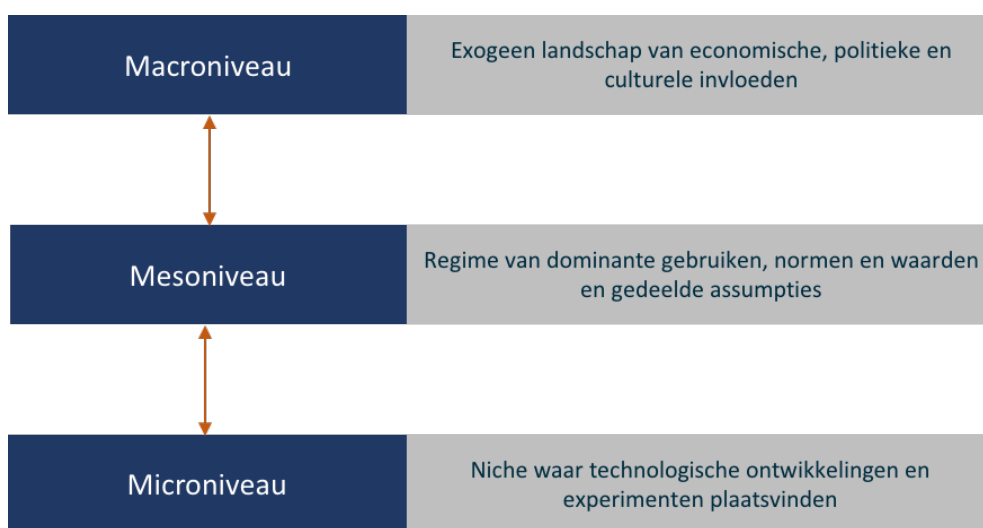 Macroniveau
Exogeen landschap van economische, politieke en
culturele invloeden
Mesoniveau
Regime van dominante gebruiken, normen en waarden
en gedeelde assumpties
Microniveau
Niche waar technologische ontwikkelingen en
experimenten plaatsvinden